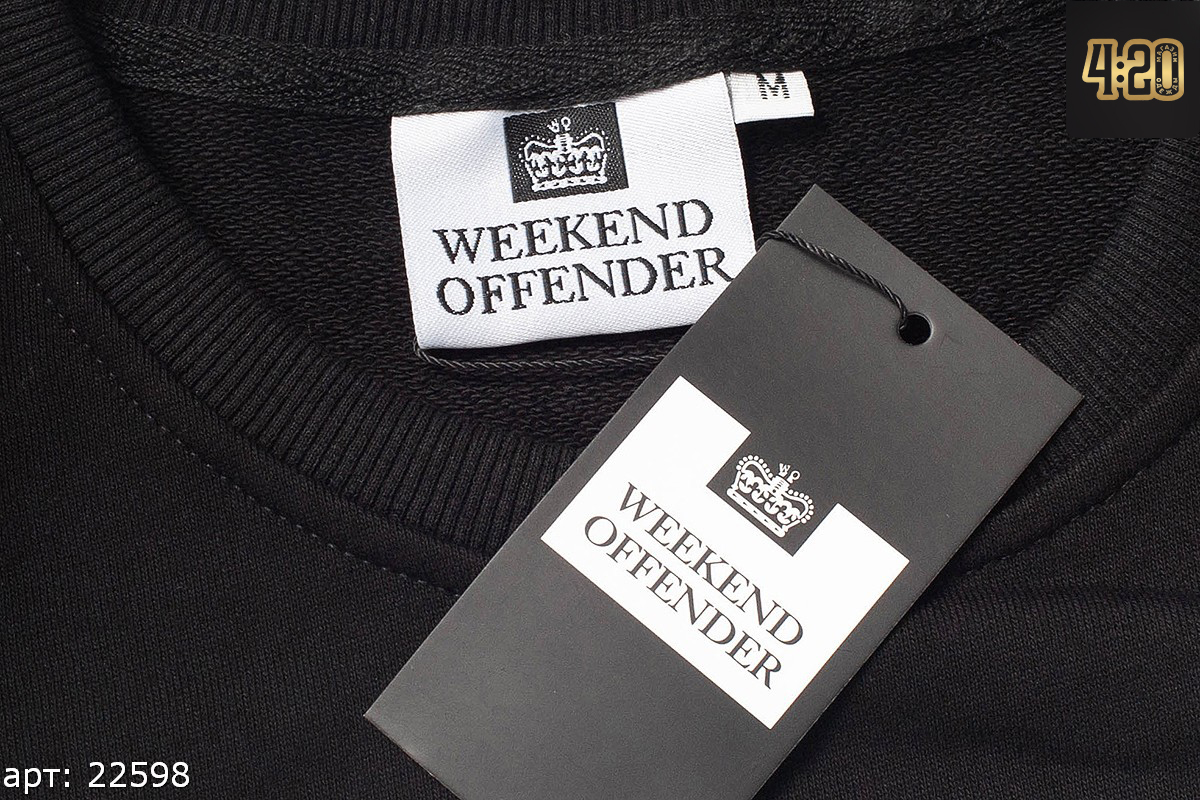 4:20
M
WEEKEND
OFFENDER
WEEKEND
OFFENDER
арт: 22598